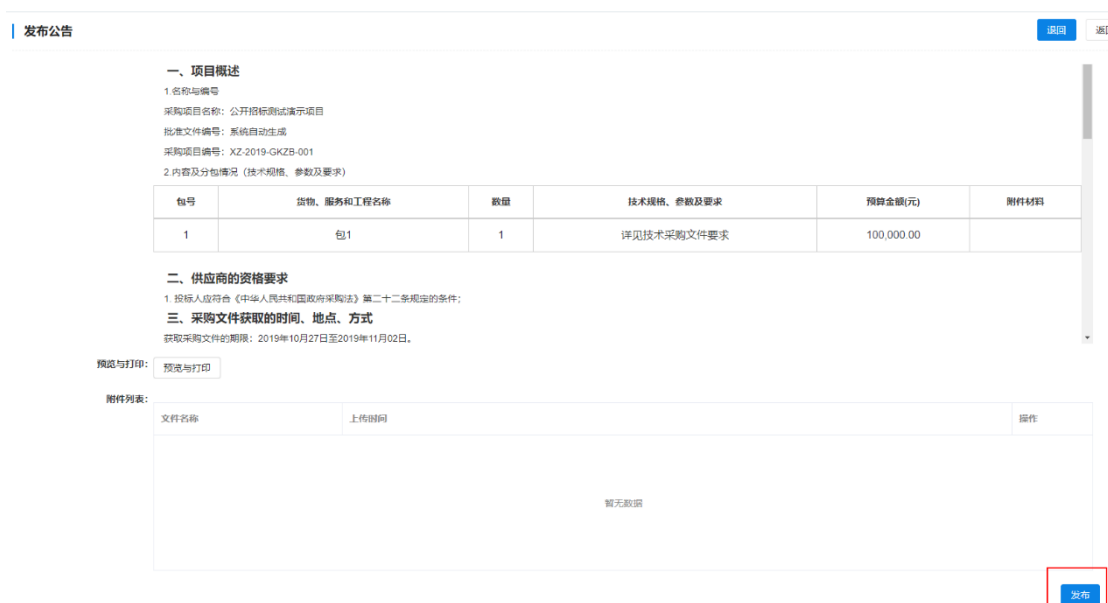 发布公告
退回
返回
一、项目概述
1.名称与编号
采购项目名称：公开招标测试演示项目
批准文件编号：系统自动生成
采购项目编号：XZ-2019-GKZB-001
2.内容及分包情况（技术规格、参数及要求）
包号 货物、服务和工程名称 数量 技术规格、参数及要求 预算金额(元) 附件材料
1 包1 1 详见技术采购文件要求 100,000.00
二、供应商的资格要求
1. 投标人应符合《中华人民共和国政府采购法》第二十二条规定的条件；
三、采购文件获取的时间、地点、方式
获取采购文件的期限：2019年10月27日至2019年11月02日。
预览与打印： 预览与打印
附件列表：
文件名称 上传时间 操作
暂无数据
发布